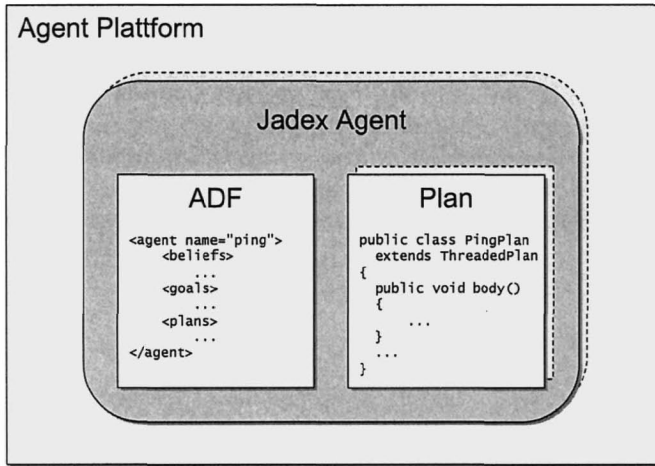 Agent Plattform
Jadex Agent
ADF
<agent name="ping">
<beliefs>
...
<goals>
...
<plans>
...
</agent>
Plan
public class PingPlan
extends ThreadedPlan
{
public void body()
{
...
}
...
}